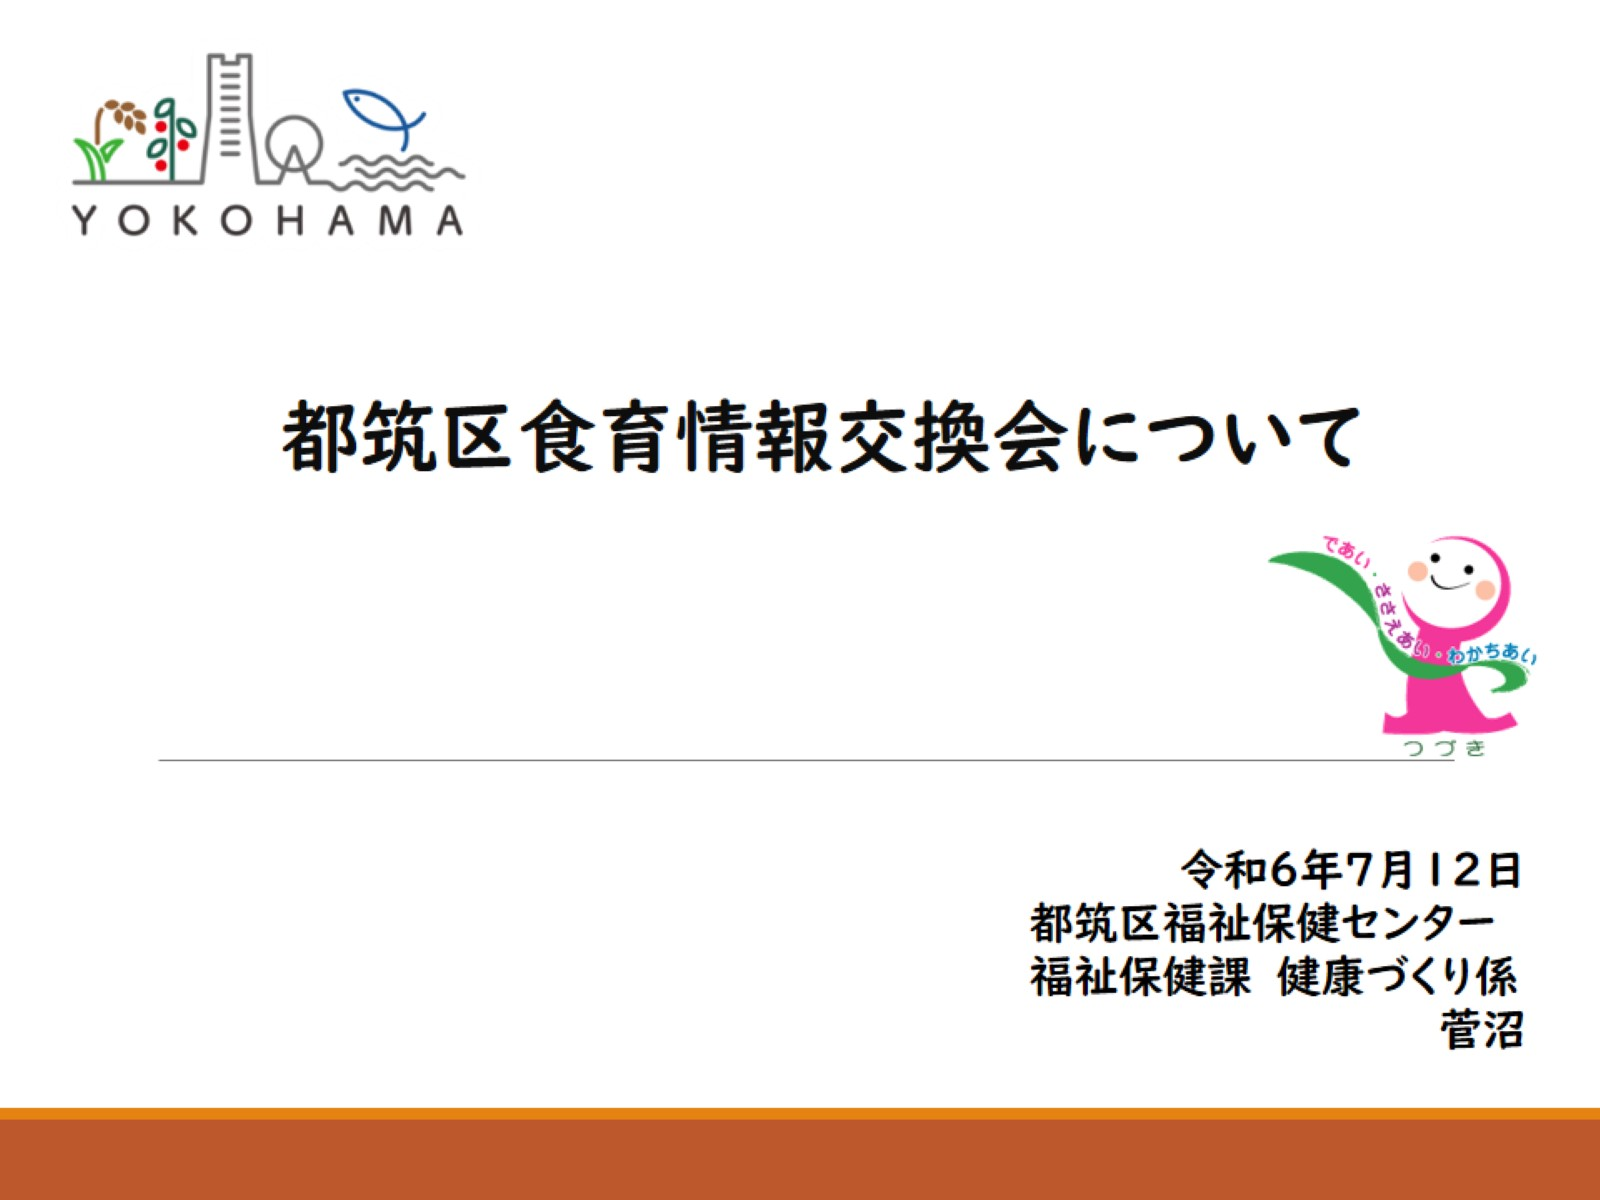 YOKOHAMA
都筑区食育情報交換会について
であい・ささえあい・わかちあい
つづき
令和6年7月12日
都筑区福祉保健センター
福祉保健課 健康づくり係
菅沼